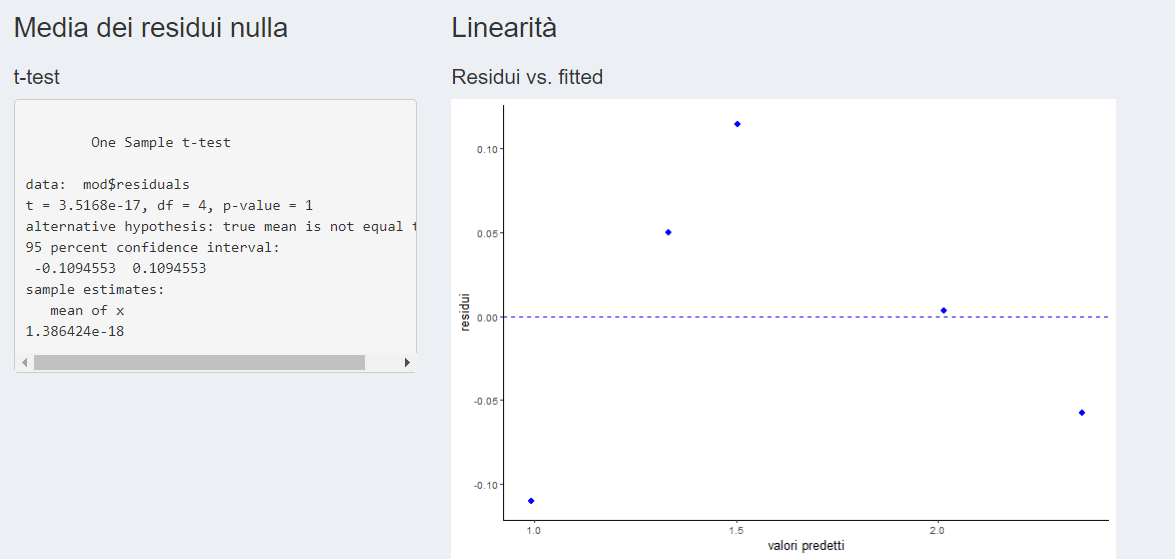 Media dei residui nulla
t-test
One Sample t-test
data:  mod$residuals
t = 3.5168e-17, df = 4, p-value = 1
alternative hypothesis: true mean is not equal
95 percent confidence interval:
 -0.1094553  0.1094553
sample estimates:
mean of x
1.386424e-18
Linearità
Residui vs. fitted
residui
0.10
0.05
0.00
-0.05
-0.10
1.0 1.5 2.0
valori predetti